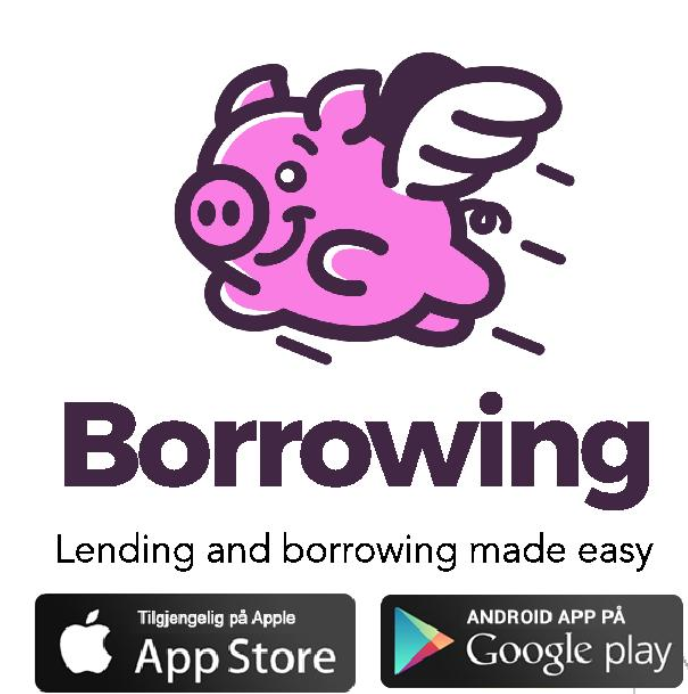 Borrowing
Lending and borrowing made easy
Tilgjengelig på Apple
App Store
ANDROID APP PÅ
Google play